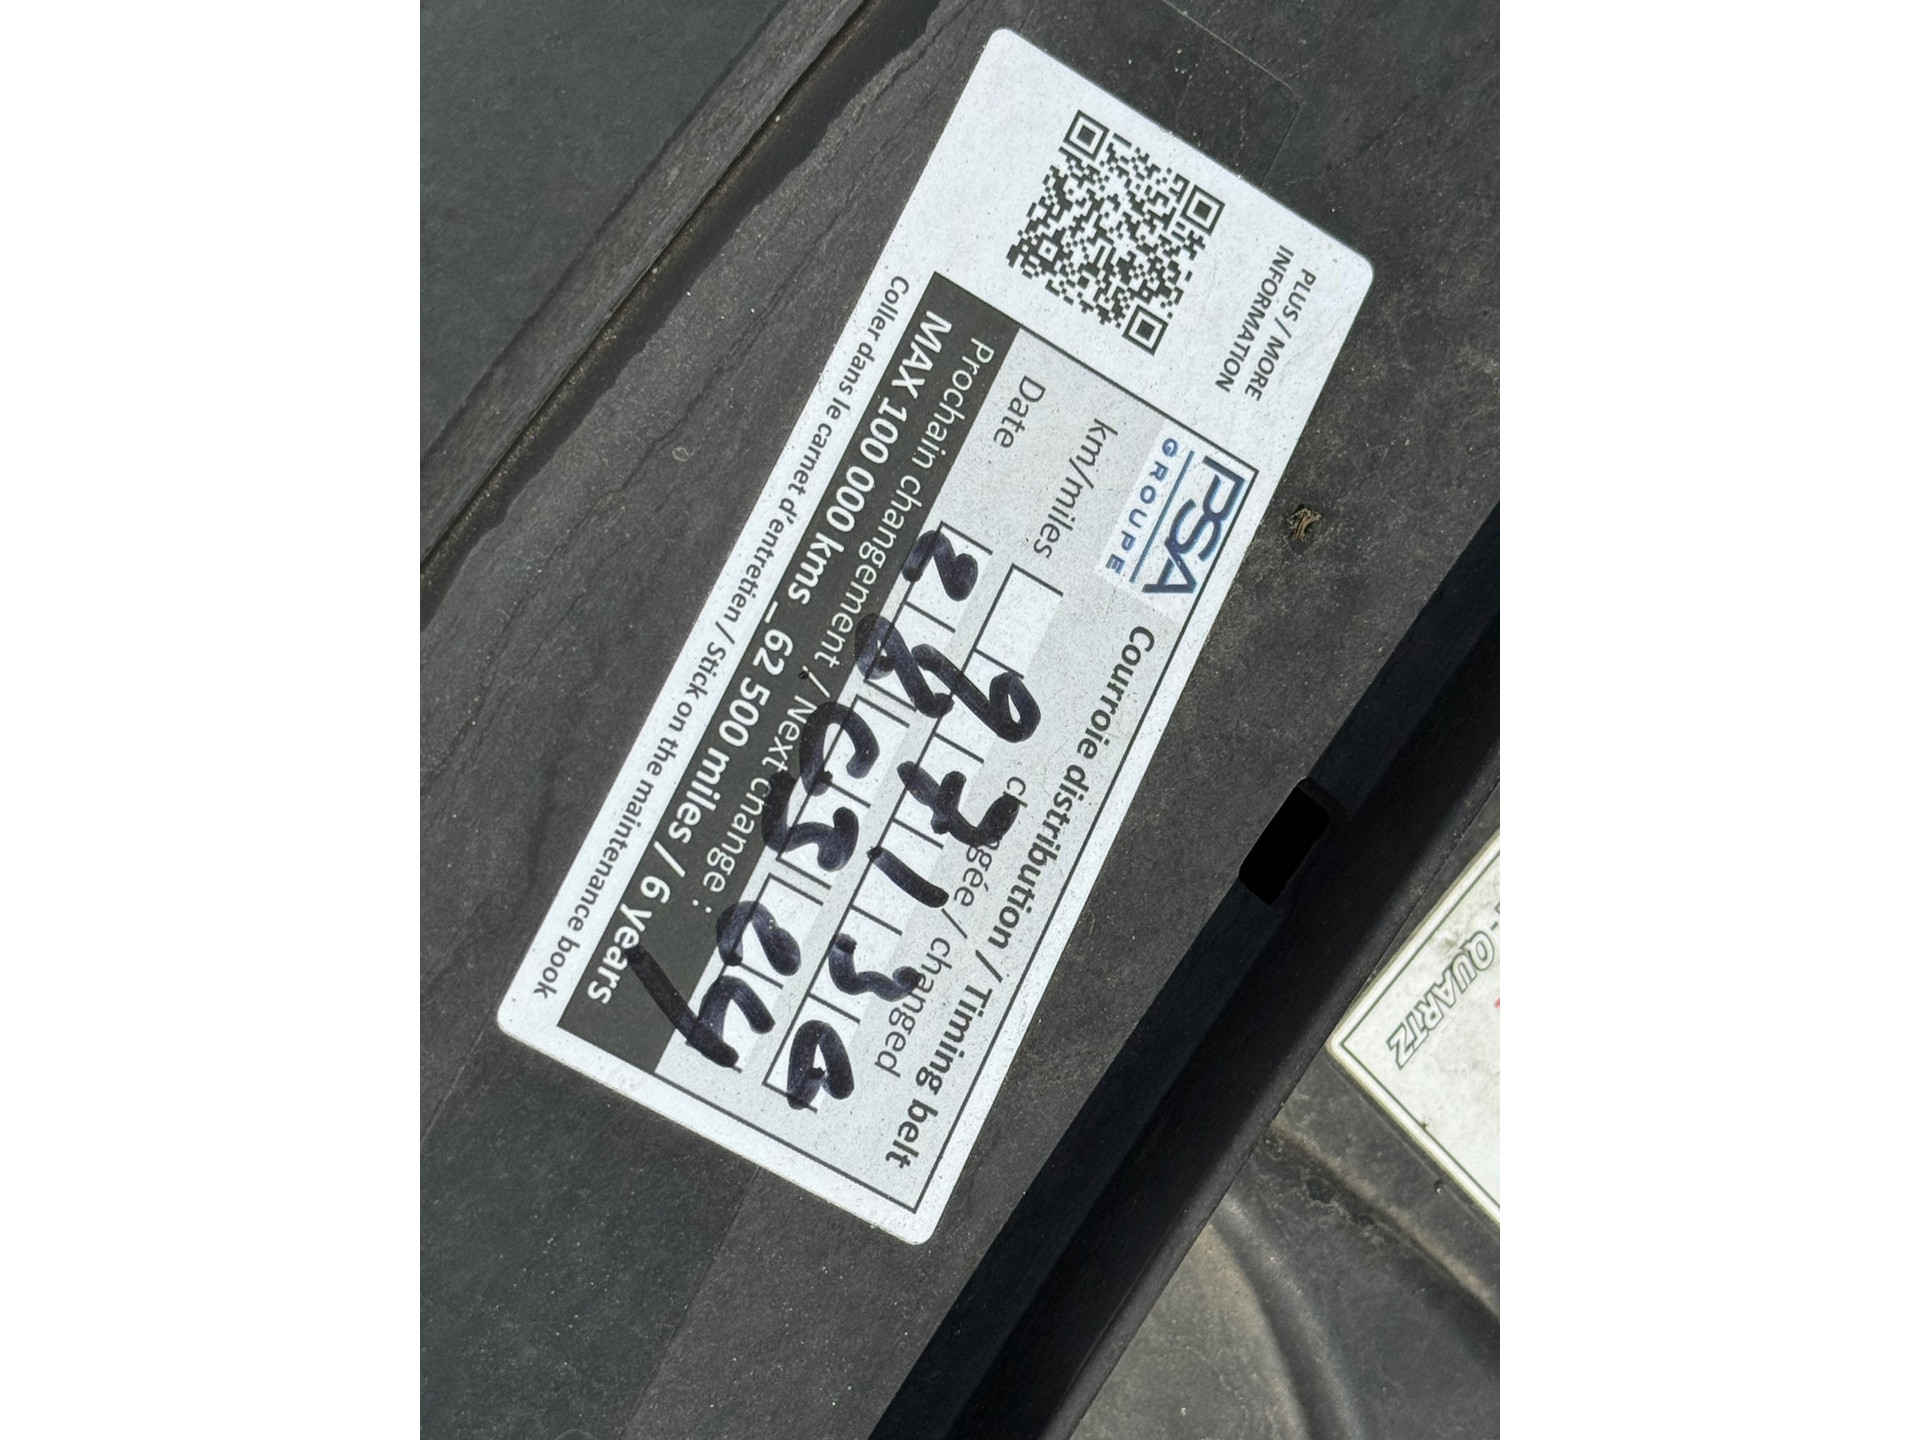 PLUS / MORE
INFORMATION
PSA
GROUPE
Courroie distribution / Timing belt
changée / changed
km/miles 97130
Date : 280524
Prochain changement / Next change :
MAX 100 000 kms _ 62 500 miles / 6 years
Coller dans le carnet d'entretien / Stick on the maintenance book
QUARTZ